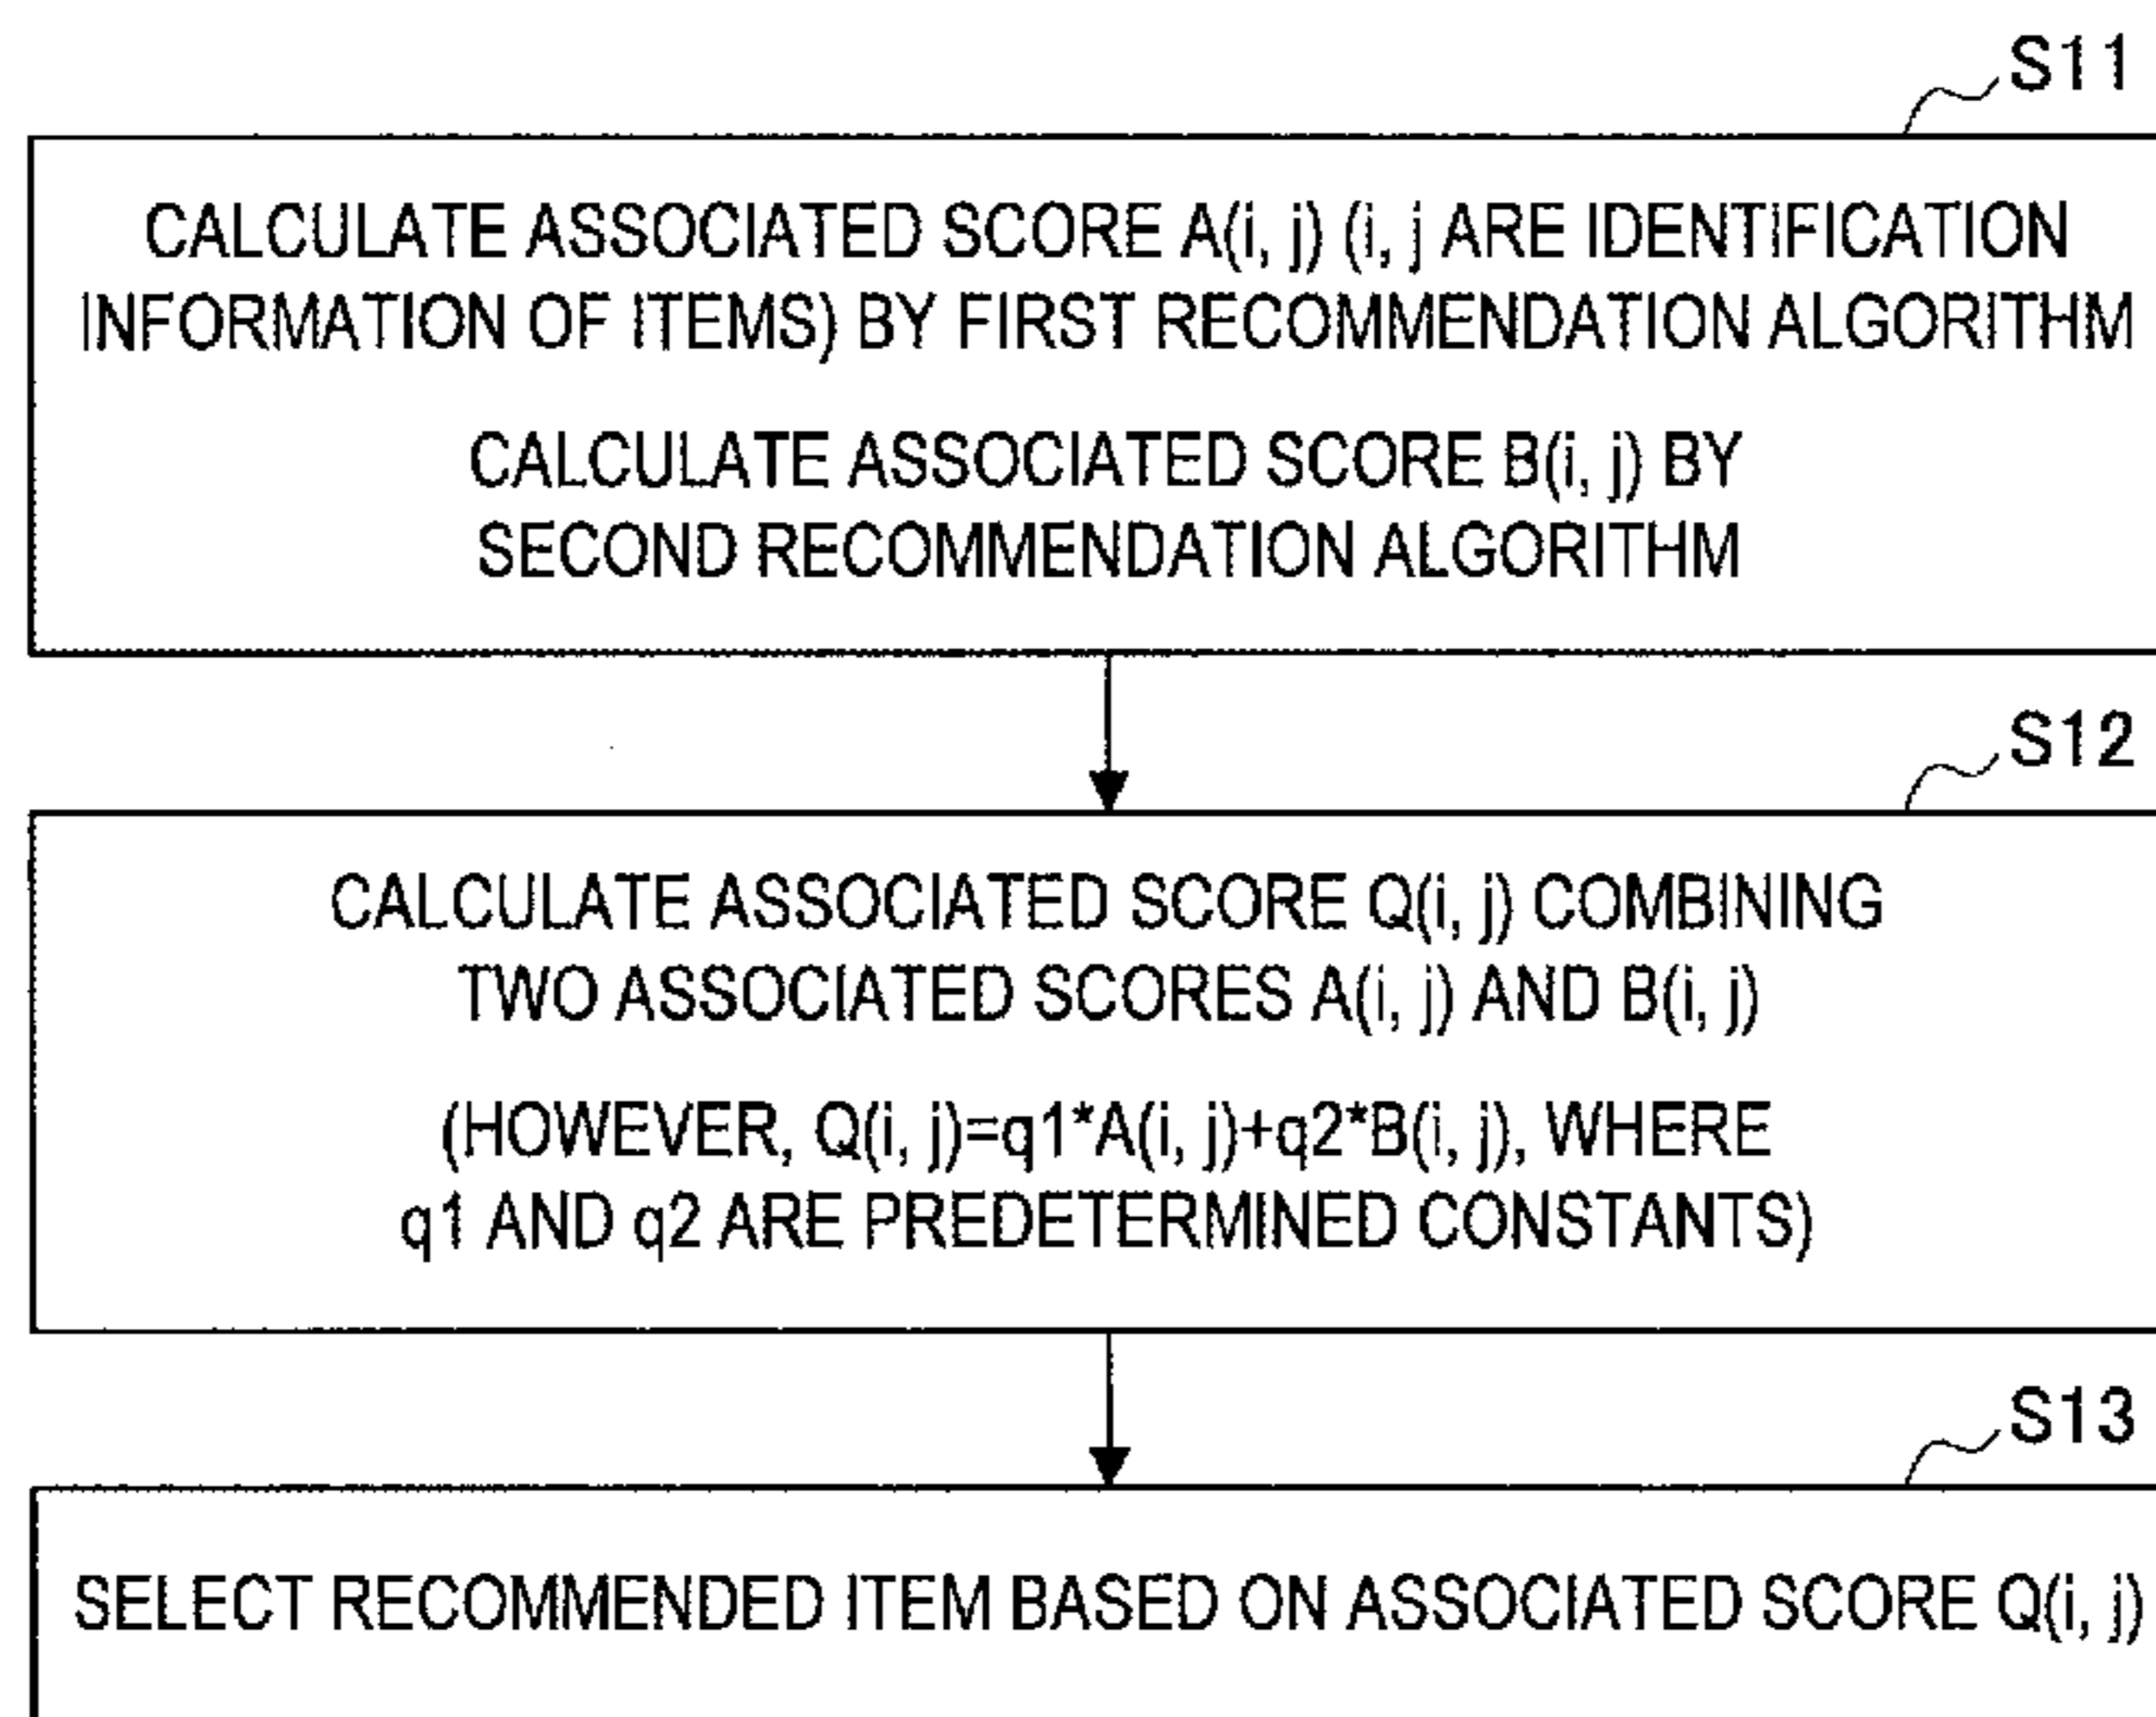 S11
CALCULATE ASSOCIATED SCORE A(i, j) (i, j ARE IDENTIFICATION
INFORMATION OF ITEMS) BY FIRST RECOMMENDATION ALGORITHM
CALCULATE ASSOCIATED SCORE B(i, j) BY
SECOND RECOMMENDATION ALGORITHM
S12
CALCULATE ASSOCIATED SCORE Q(i, j) COMBINING
TWO ASSOCIATED SCORES A(i, j) AND B(i, j)
(HOWEVER, Q(i, j)=q1*A(i, j)+q2*B(i, j), WHERE
q1 AND q2 ARE PREDETERMINED CONSTANTS)
S13
SELECT RECOMMENDED ITEM BASED ON ASSOCIATED SCORE Q(i, j)